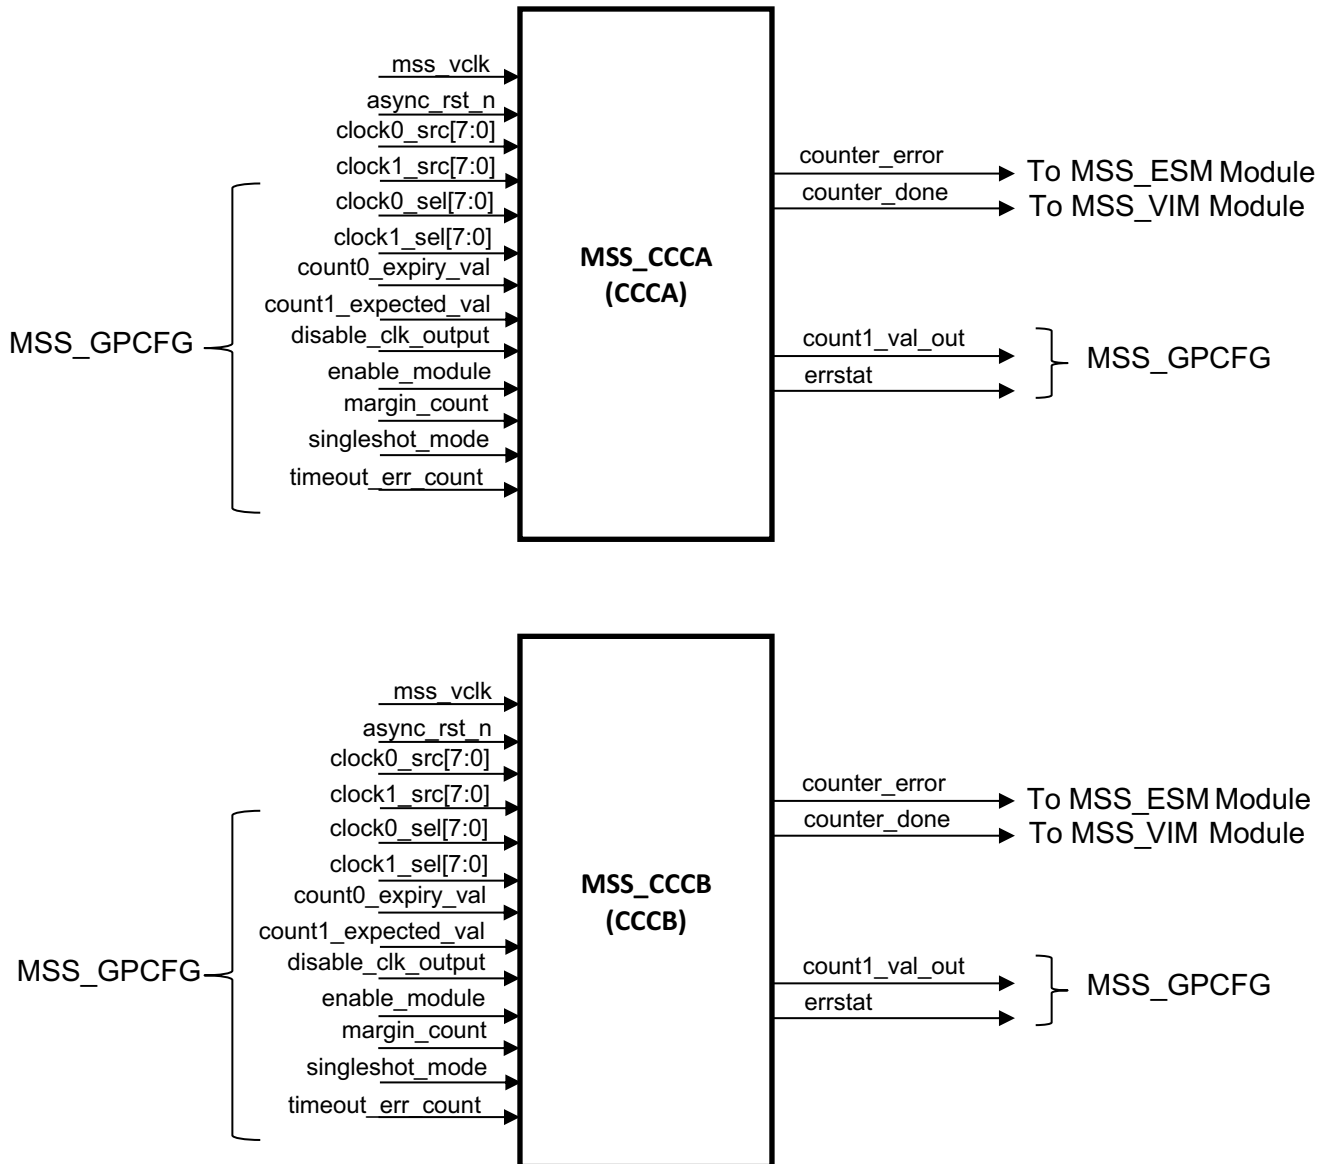 mss_vclk
async_rst_n
clock0_src[7:0]
clock1_src[7:0]
clock0_sel[7:0]
clock1_sel[7:0]
count0_expiry_val
count1_expected_val
disable_clk_output
enable_module
margin_count
singleshot_mode
timeout_err_count
MSS_GPCFG
MSS_CCCA
(CCCA)
counter_error
To MSS_ESM Module
counter_done
To MSS_VIM Module
count1_val_out
errstat
MSS_GPCFG
mss_vclk
async_rst_n
clock0_src[7:0]
clock1_src[7:0]
clock0_sel[7:0]
clock1_sel[7:0]
count0_expiry_val
count1_expected_val
disable_clk_output
enable_module
margin_count
singleshot_mode
timeout_err_count
MSS_GPCFG
MSS_CCCB
(CCCB)
counter_error
To MSS_ESM Module
counter_done
To MSS_VIM Module
count1_val_out
errstat
MSS_GPCFG